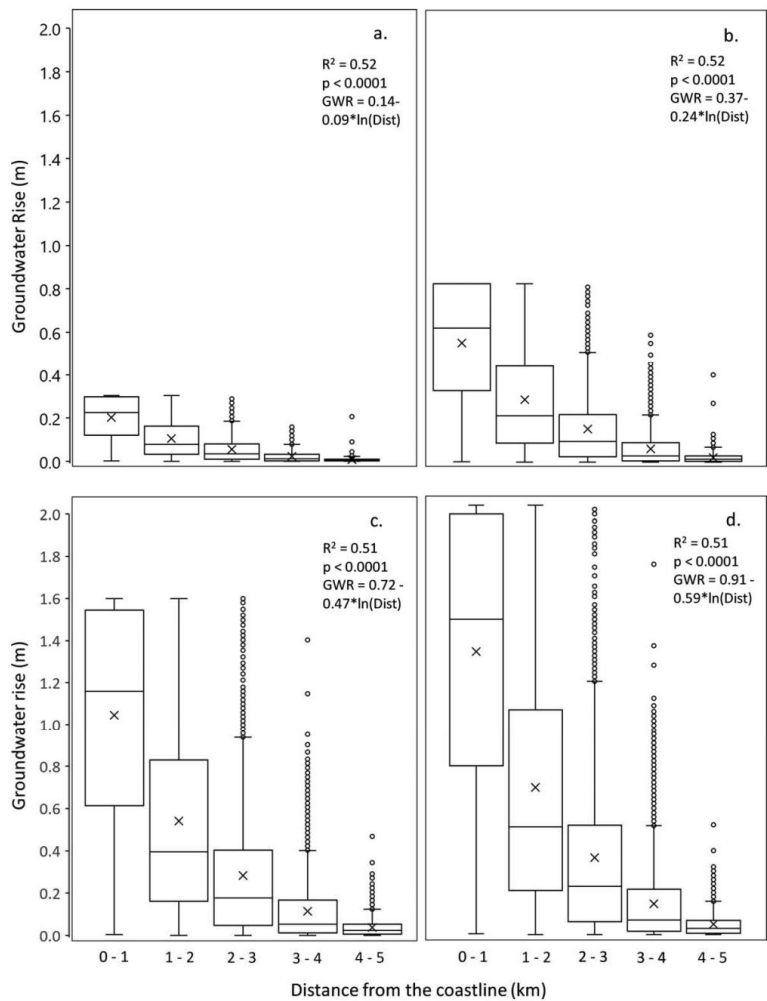 a.
R² = 0.52
p < 0.0001
GWR = 0.14-
0.09*ln(Dist)
b.
R² = 0.52
p < 0.0001
GWR = 0.37-
0.24*ln(Dist)
Groundwater Rise (m)
2.0
1.8
1.6
1.4
1.2
1.0
0.8
0.6
0.4
0.2
0.0
c.
R² = 0.51
p < 0.0001
GWR = 0.72 -
0.47*ln(Dist)
d.
R² = 0.51
p < 0.0001
GWR = 0.91 -
0.59*ln(Dist)
Groundwater rise (m)
2.0
1.8
1.6
1.4
1.2
1.0
0.8
0.6
0.4
0.2
0.0
0 - 1 1 - 2 2 - 3 3 - 4 4 - 5
0 - 1 1 - 2 2 - 3 3 - 4 4 - 5
Distance from the coastline (km)